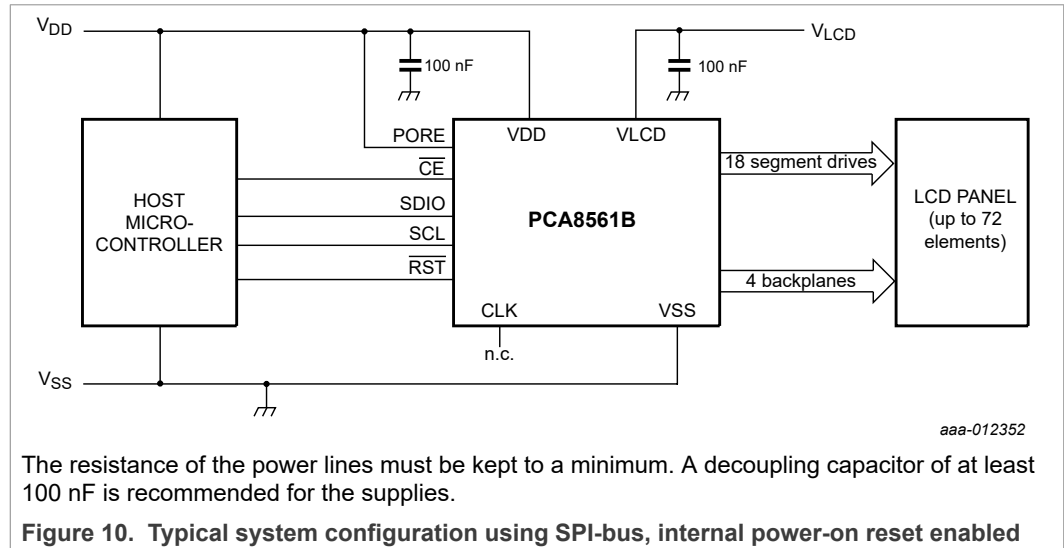 VDD
100 nF
VLCD
100 nF
PORE
VDD
VLCD
CE
SDIO
SCL
RST
HOST
MICRO-
CONTROLLER
PCA8561B
18 segment drives
4 backplanes
LCD PANEL
(up to 72
elements)
CLK
VSS
n.c.
VSS
aaa-012352
The resistance of the power lines must be kept to a minimum. A decoupling capacitor of at least
100 nF is recommended for the supplies.
Figure 10. Typical system configuration using SPI-bus, internal power-on reset enabled